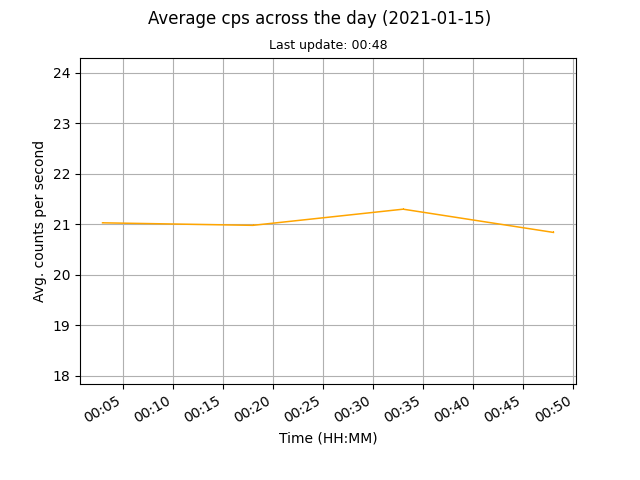 Average cps across the day (2021-01-15)
Last update: 00:48
Avg. counts per second
24
23
22
21
20
19
18
00:05 00:10 00:15 00:20 00:25 00:30 00:35 00:40 00:45 00:50
Time (HH:MM)